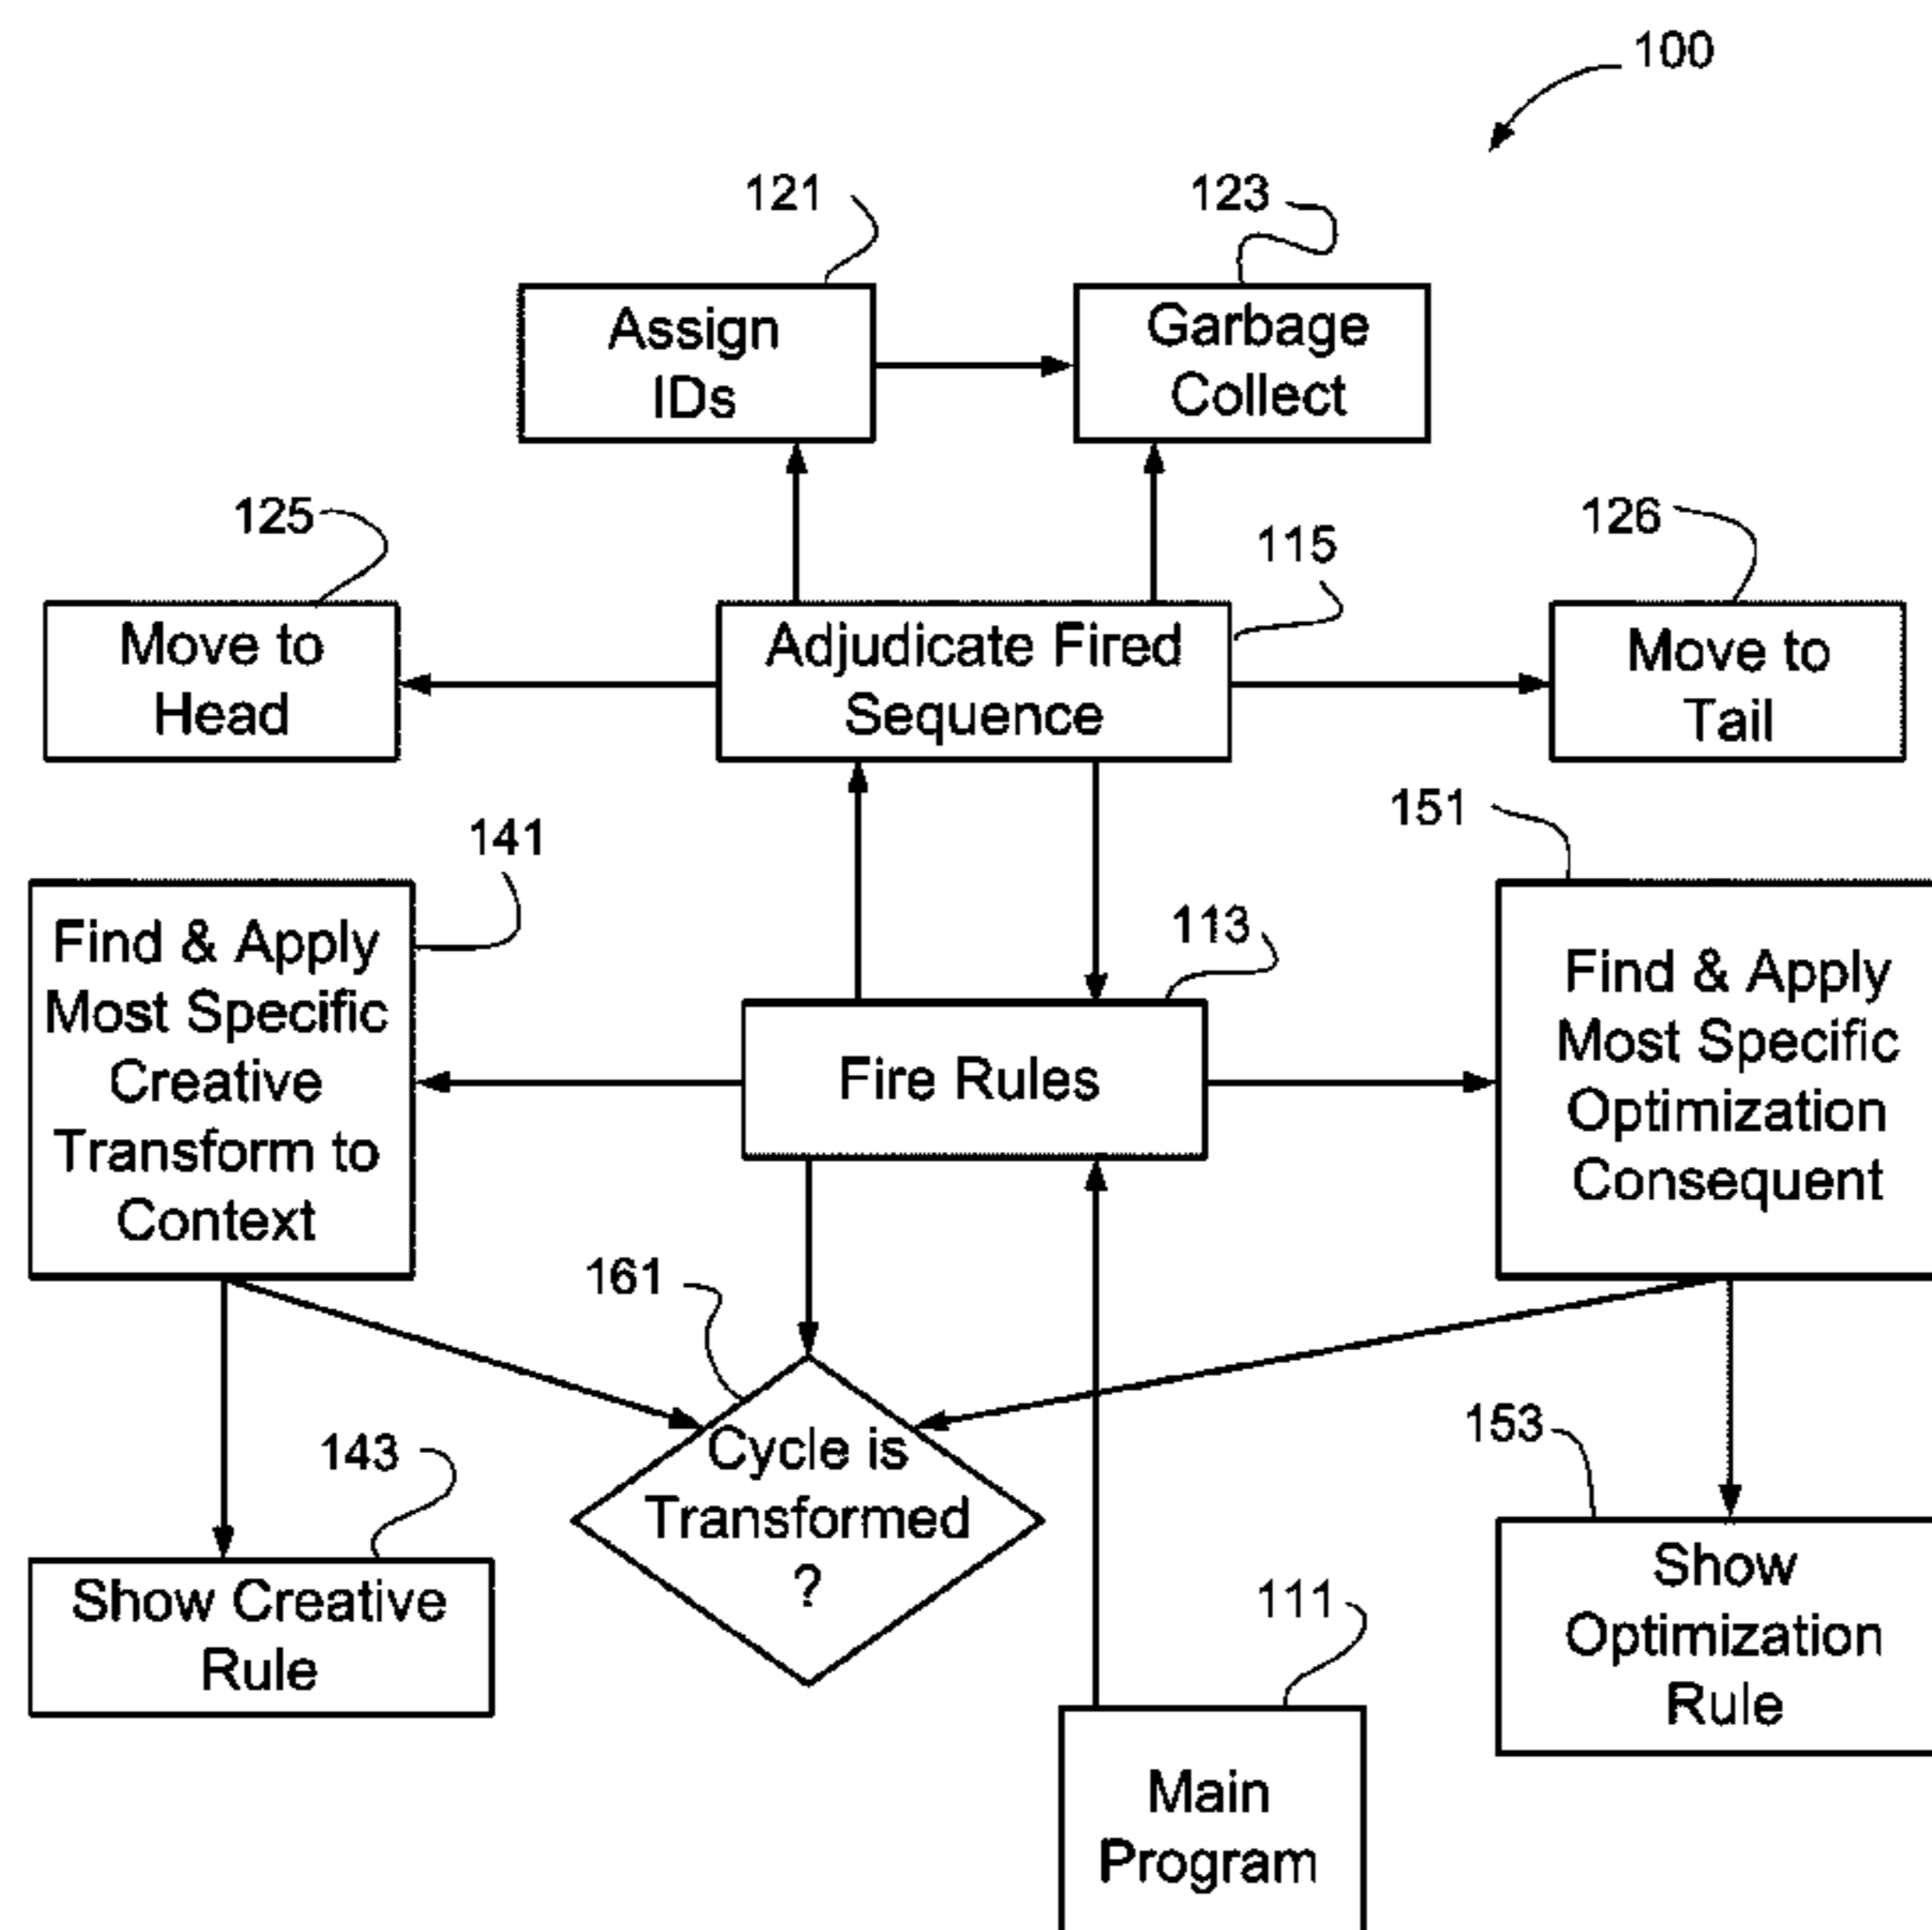 100
121
123
Assign
IDs
Garbage
Collect
125
115
126
Move to
Head
Adjudicate Fired
Sequence
Move to
Tail
141
151
113
Find & Apply
Most Specific
Creative
Transform to
Context
Fire Rules
Find & Apply
Most Specific
Optimization
Consequent
161
143
Cycle is
Transformed
?
153
Show Creative
Rule
111
Show
Optimization
Rule
Main
Program